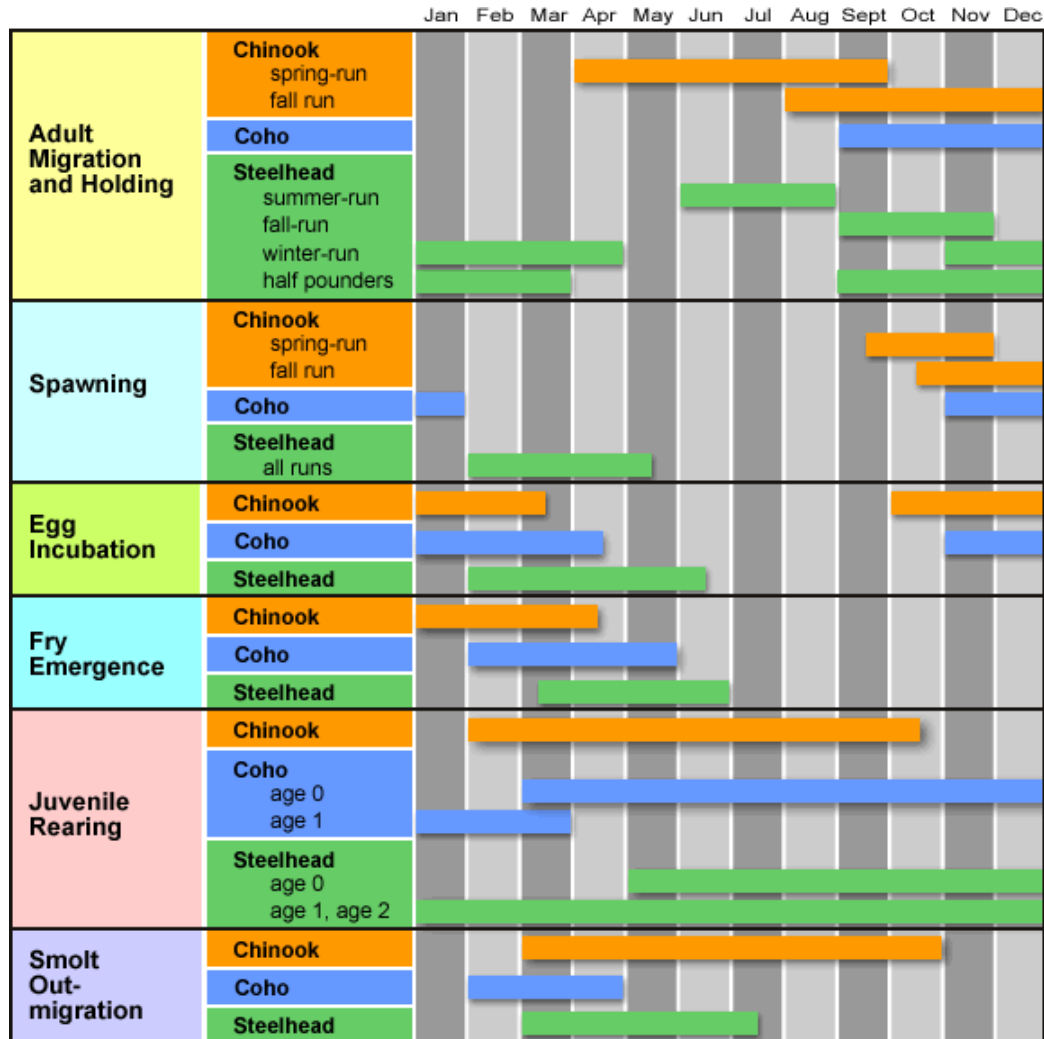 Jan Feb Mar Apr May Jun Jul Aug Sept Oct Nov Dec
Adult
Migration
and Holding
Chinook
spring-run
fall run
Coho
Steelhead
summer-run
fall-run
winter-run
half pounders
Spawning
Chinook
spring-run
fall run
Coho
Steelhead
all runs
Egg
Incubation
Chinook
Coho
Steelhead
Fry
Emergence
Chinook
Coho
Steelhead
Juvenile
Rearing
Chinook
Coho
age 0
age 1
Steelhead
age 0
age 1, age 2
Smolt
Out-
migration
Chinook
Coho
Steelhead